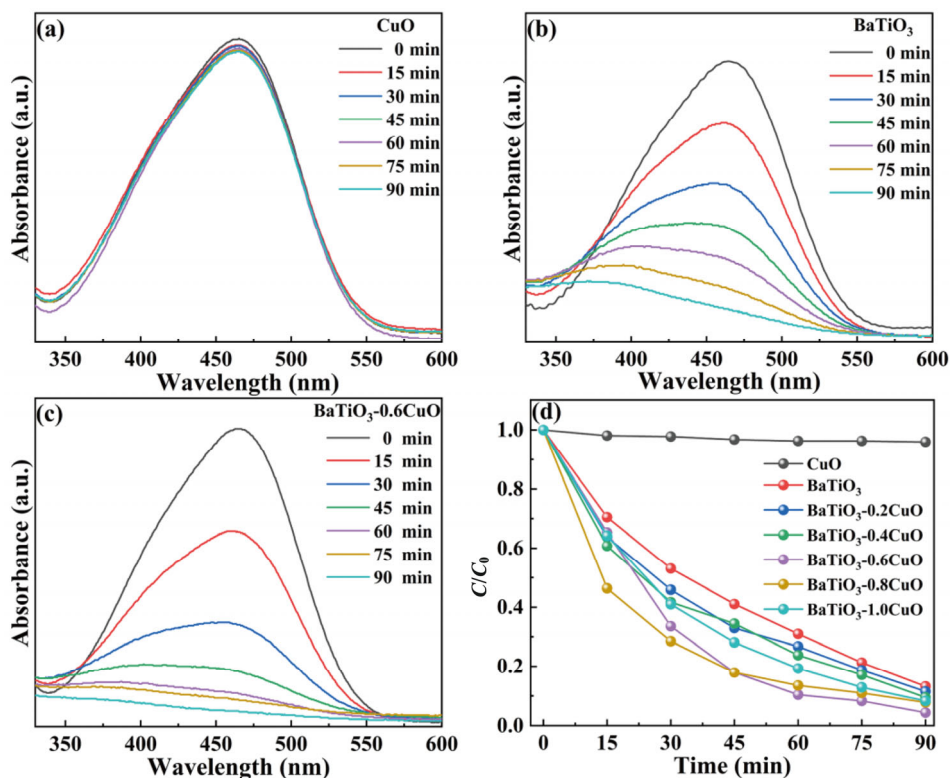 (a)
CuO
0 min
15 min
30 min
45 min
60 min
75 min
90 min
Absorbance (a.u.)
350 400 450 500 550 600
Wavelength (nm)
(b)
BaTiO₃
0 min
15 min
30 min
45 min
60 min
75 min
90 min
Absorbance (a.u.)
350 400 450 500 550 600
Wavelength (nm)
(c)
BaTiO₃-0.6CuO
0 min
15 min
30 min
45 min
60 min
75 min
90 min
Absorbance (a.u.)
350 400 450 500 550 600
Wavelength (nm)
(d)
1.0
0.8
0.6
0.4
0.2
0.0
C/C₀
CuO
BaTiO₃
BaTiO₃-0.2CuO
BaTiO₃-0.4CuO
BaTiO₃-0.6CuO
BaTiO₃-0.8CuO
BaTiO₃-1.0CuO
0 15 30 45 60 75 90
Time (min)